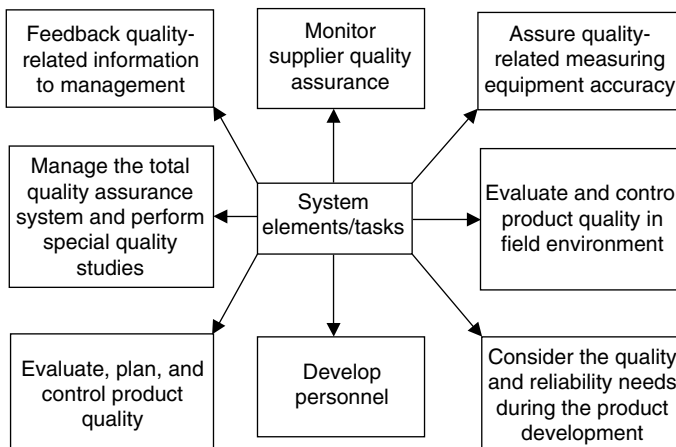 Feedback quality-
related information
to management
Monitor
supplier quality
assurance
Assure quality-
related measuring
equipment accuracy
Manage the total
quality assurance
system and perform
special quality
studies
System
elements/tasks
Evaluate and control
product quality in
field environment
Evaluate, plan, and
control product
quality
Develop
personnel
Consider the quality
and reliability needs
during the product
development